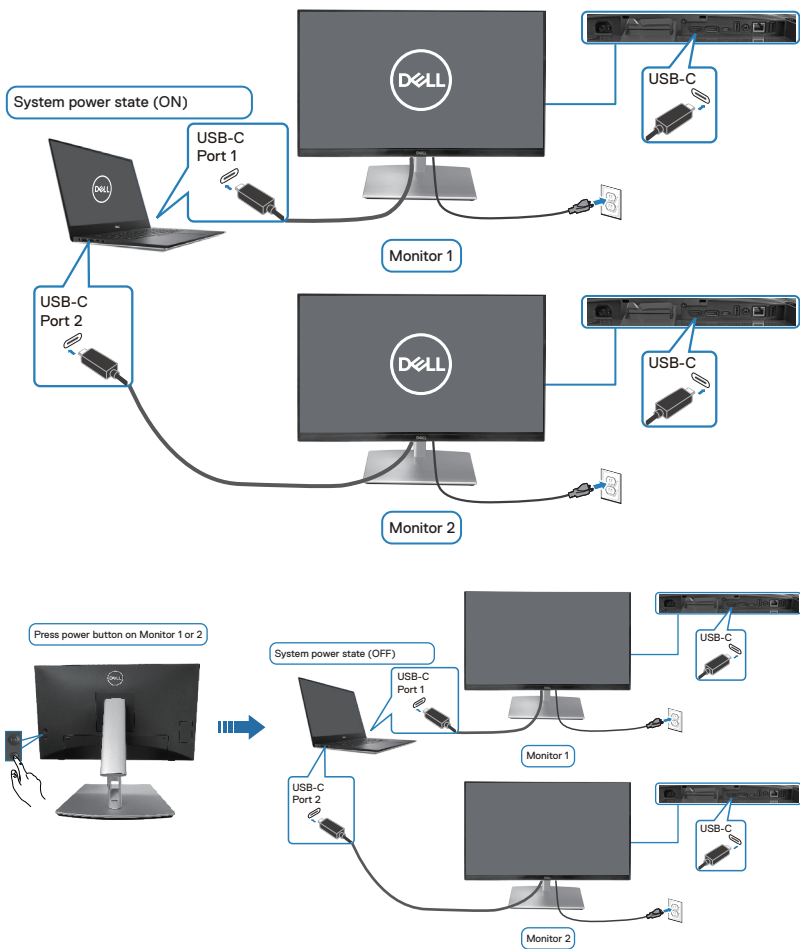 DELL
USB-C
System power state (ON)
USB-C
Port 1
DELL
DELL
Monitor 1
USB-C
Port 2
DELL
USB-C
DELL
Monitor 2
Press power button on Monitor 1 or 2
DELL
System power state (OFF)
USB-C
Port 1
USB-C
Monitor 1
USB-C
Port 2
USB-C
Monitor 2